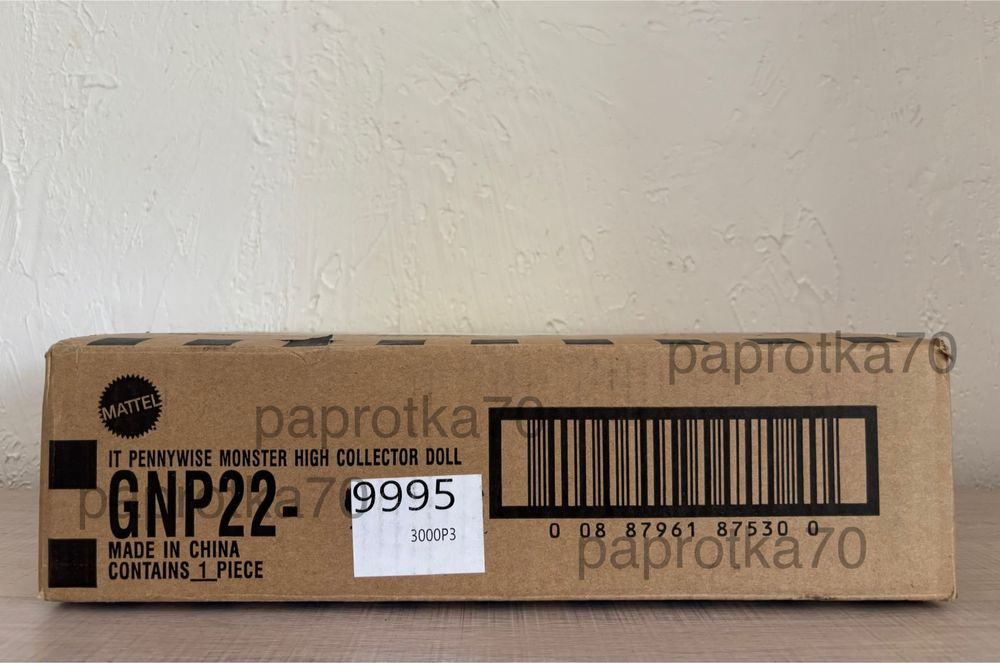 paprotka70
MATTEL
paprotka70
IT PENNYWISE MONSTER HIGH COLLECTOR DOLL
paprotka70
GNP22-
9995
3000P3
MADE IN CHINA
CONTAINS 1 PIECE
0 08 87961 87530 0
paprotka70